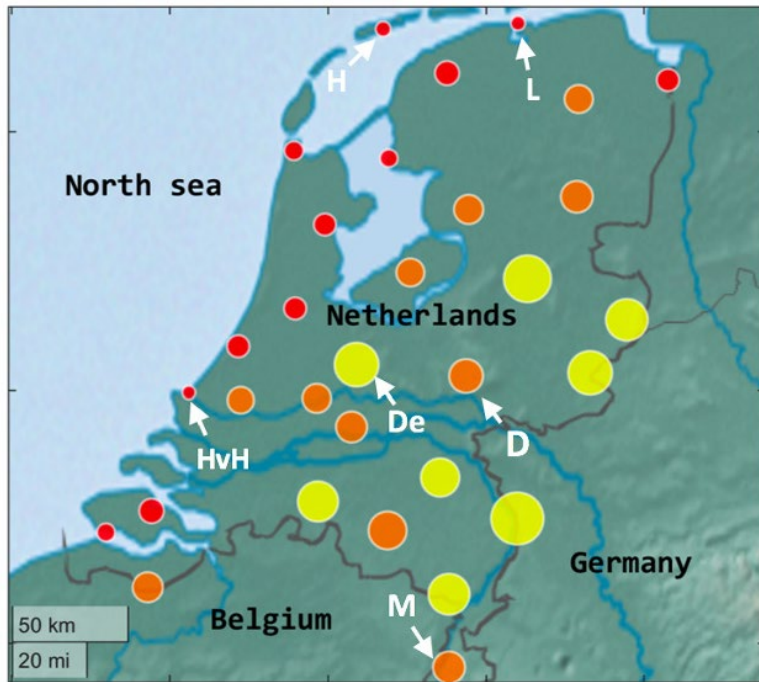 H
L
North sea
Netherlands
De
D
HvH
Germany
M
Belgium
50 km
20 mi